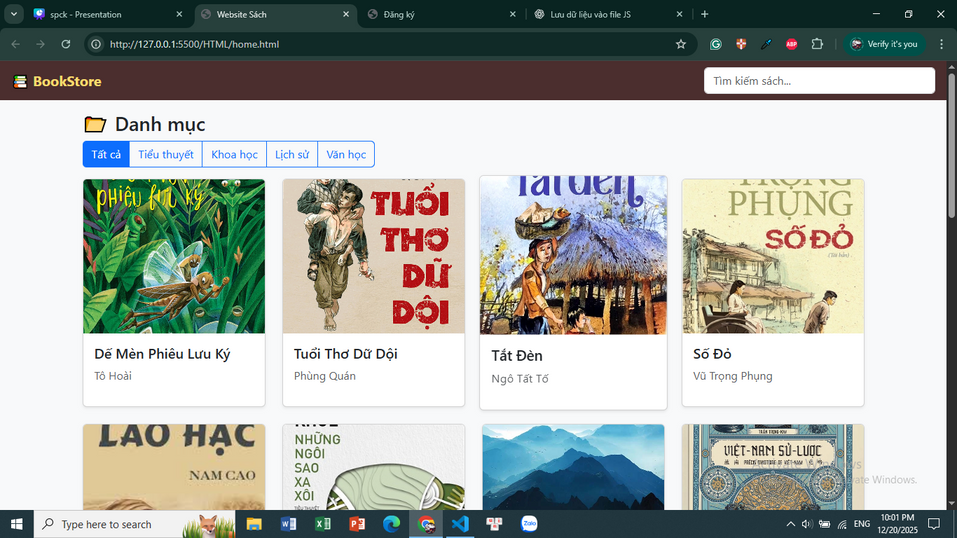 spck - Presentation
Website Sách
Đăng ký
Lưu dữ liệu vào file JS
http://127.0.0.1:5500/HTML/home.html
ABP
Verify it's you
BookStore
Tìm kiếm sách...
Danh mục
Tất cả
Tiểu thuyết
Khoa học
Lịch sử
Văn học
phiêu lưu ký
TUỔI
THƠ
DỮ
DỘI
Tắt đèn
TRỌNG
PHỤNG
SỐ ĐỎ
Dế Mèn Phiêu Lưu Ký
Tô Hoài
Tuổi Thơ Dữ Dội
Phùng Quán
Tắt Đèn
Ngô Tất Tố
Số Đỏ
Vũ Trọng Phụng
LÃO HẠC
NAM CAO
NHỮNG
NGÔI
SAO
XA
XÔI
VIỆT-NAM SỬ-LƯỢC
Type here to search
Zalo
ENG
10:01 PM
12/20/2025